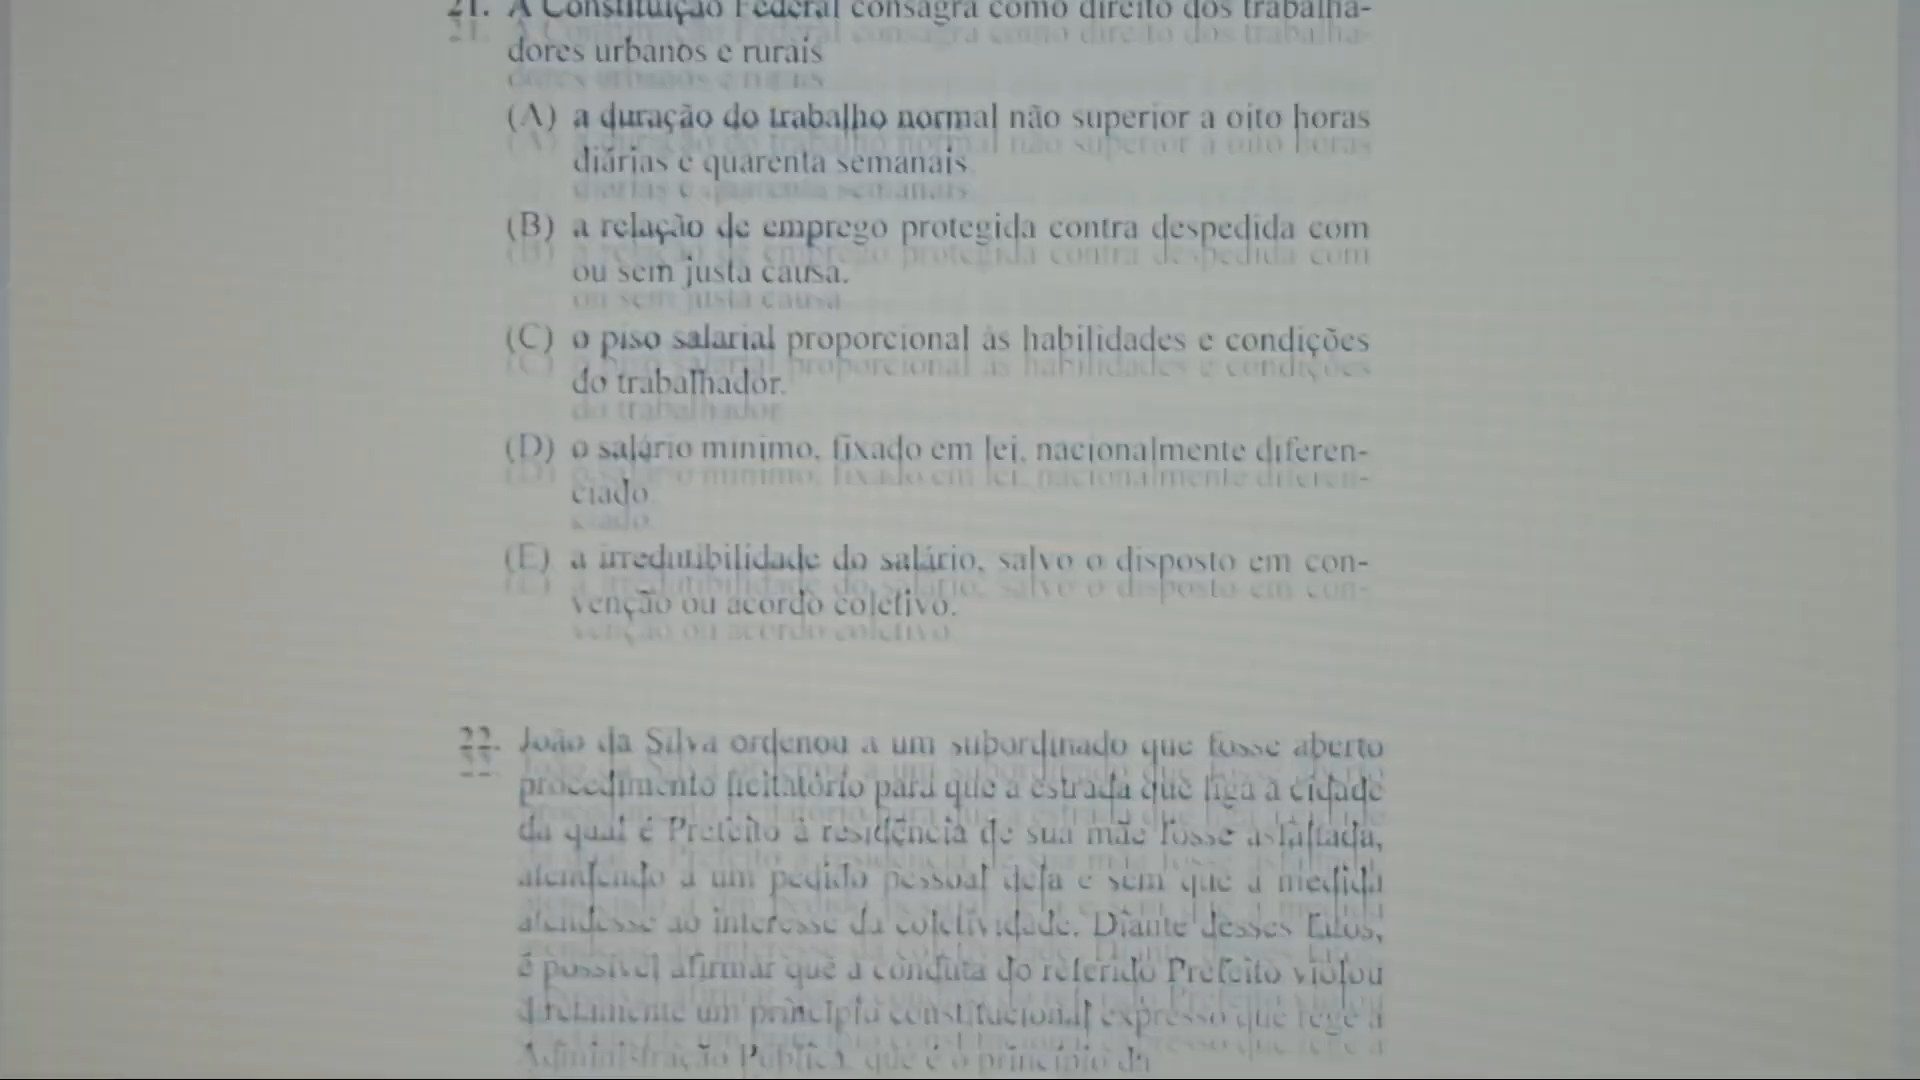 21. A Constituição Federal consagra como direito dos trabalha-
dores urbanos e rurais
(A) a duração do trabalho normal não superior a oito horas
diárias e quarenta semanais.
(B) a relação de emprego protegida contra despedida com
ou sem justa causa.
(C) o piso salarial proporcional às habilidades e condições
do trabalhador.
(D) o salário mínimo, fixado em lei, nacionalmente diferen-
ciado.
(E) a irredutibilidade do salário, salvo o disposto em con-
venção ou acordo coletivo.
22. João da Silva ordenou a um subordinado que fosse aberto
procedimento licitatório para que a estrada que liga a cidade
da qual é Prefeito à residência de sua mãe fosse asfaltada,
atendendo a um pedido pessoal dela e sem que a medida
atendesse ao interesse da coletividade. Diante desses fatos,
é possível afirmar que a conduta do referido Prefeito violou
diretamente um princípio constitucional expresso que rege a
Administração Pública, que é o princípio da